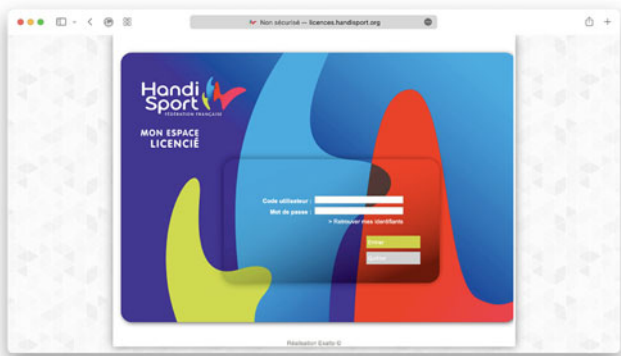 Non sécurisé — licences.handisport.org
Handi
Sport
FÉDÉRATION FRANÇAISE
MON ESPACE
LICENCIÉ
Code utilisateur :
Mot de passe :
> Retrouver mes identifiants
Entrer
Quitter
Réalisation Exalto ©